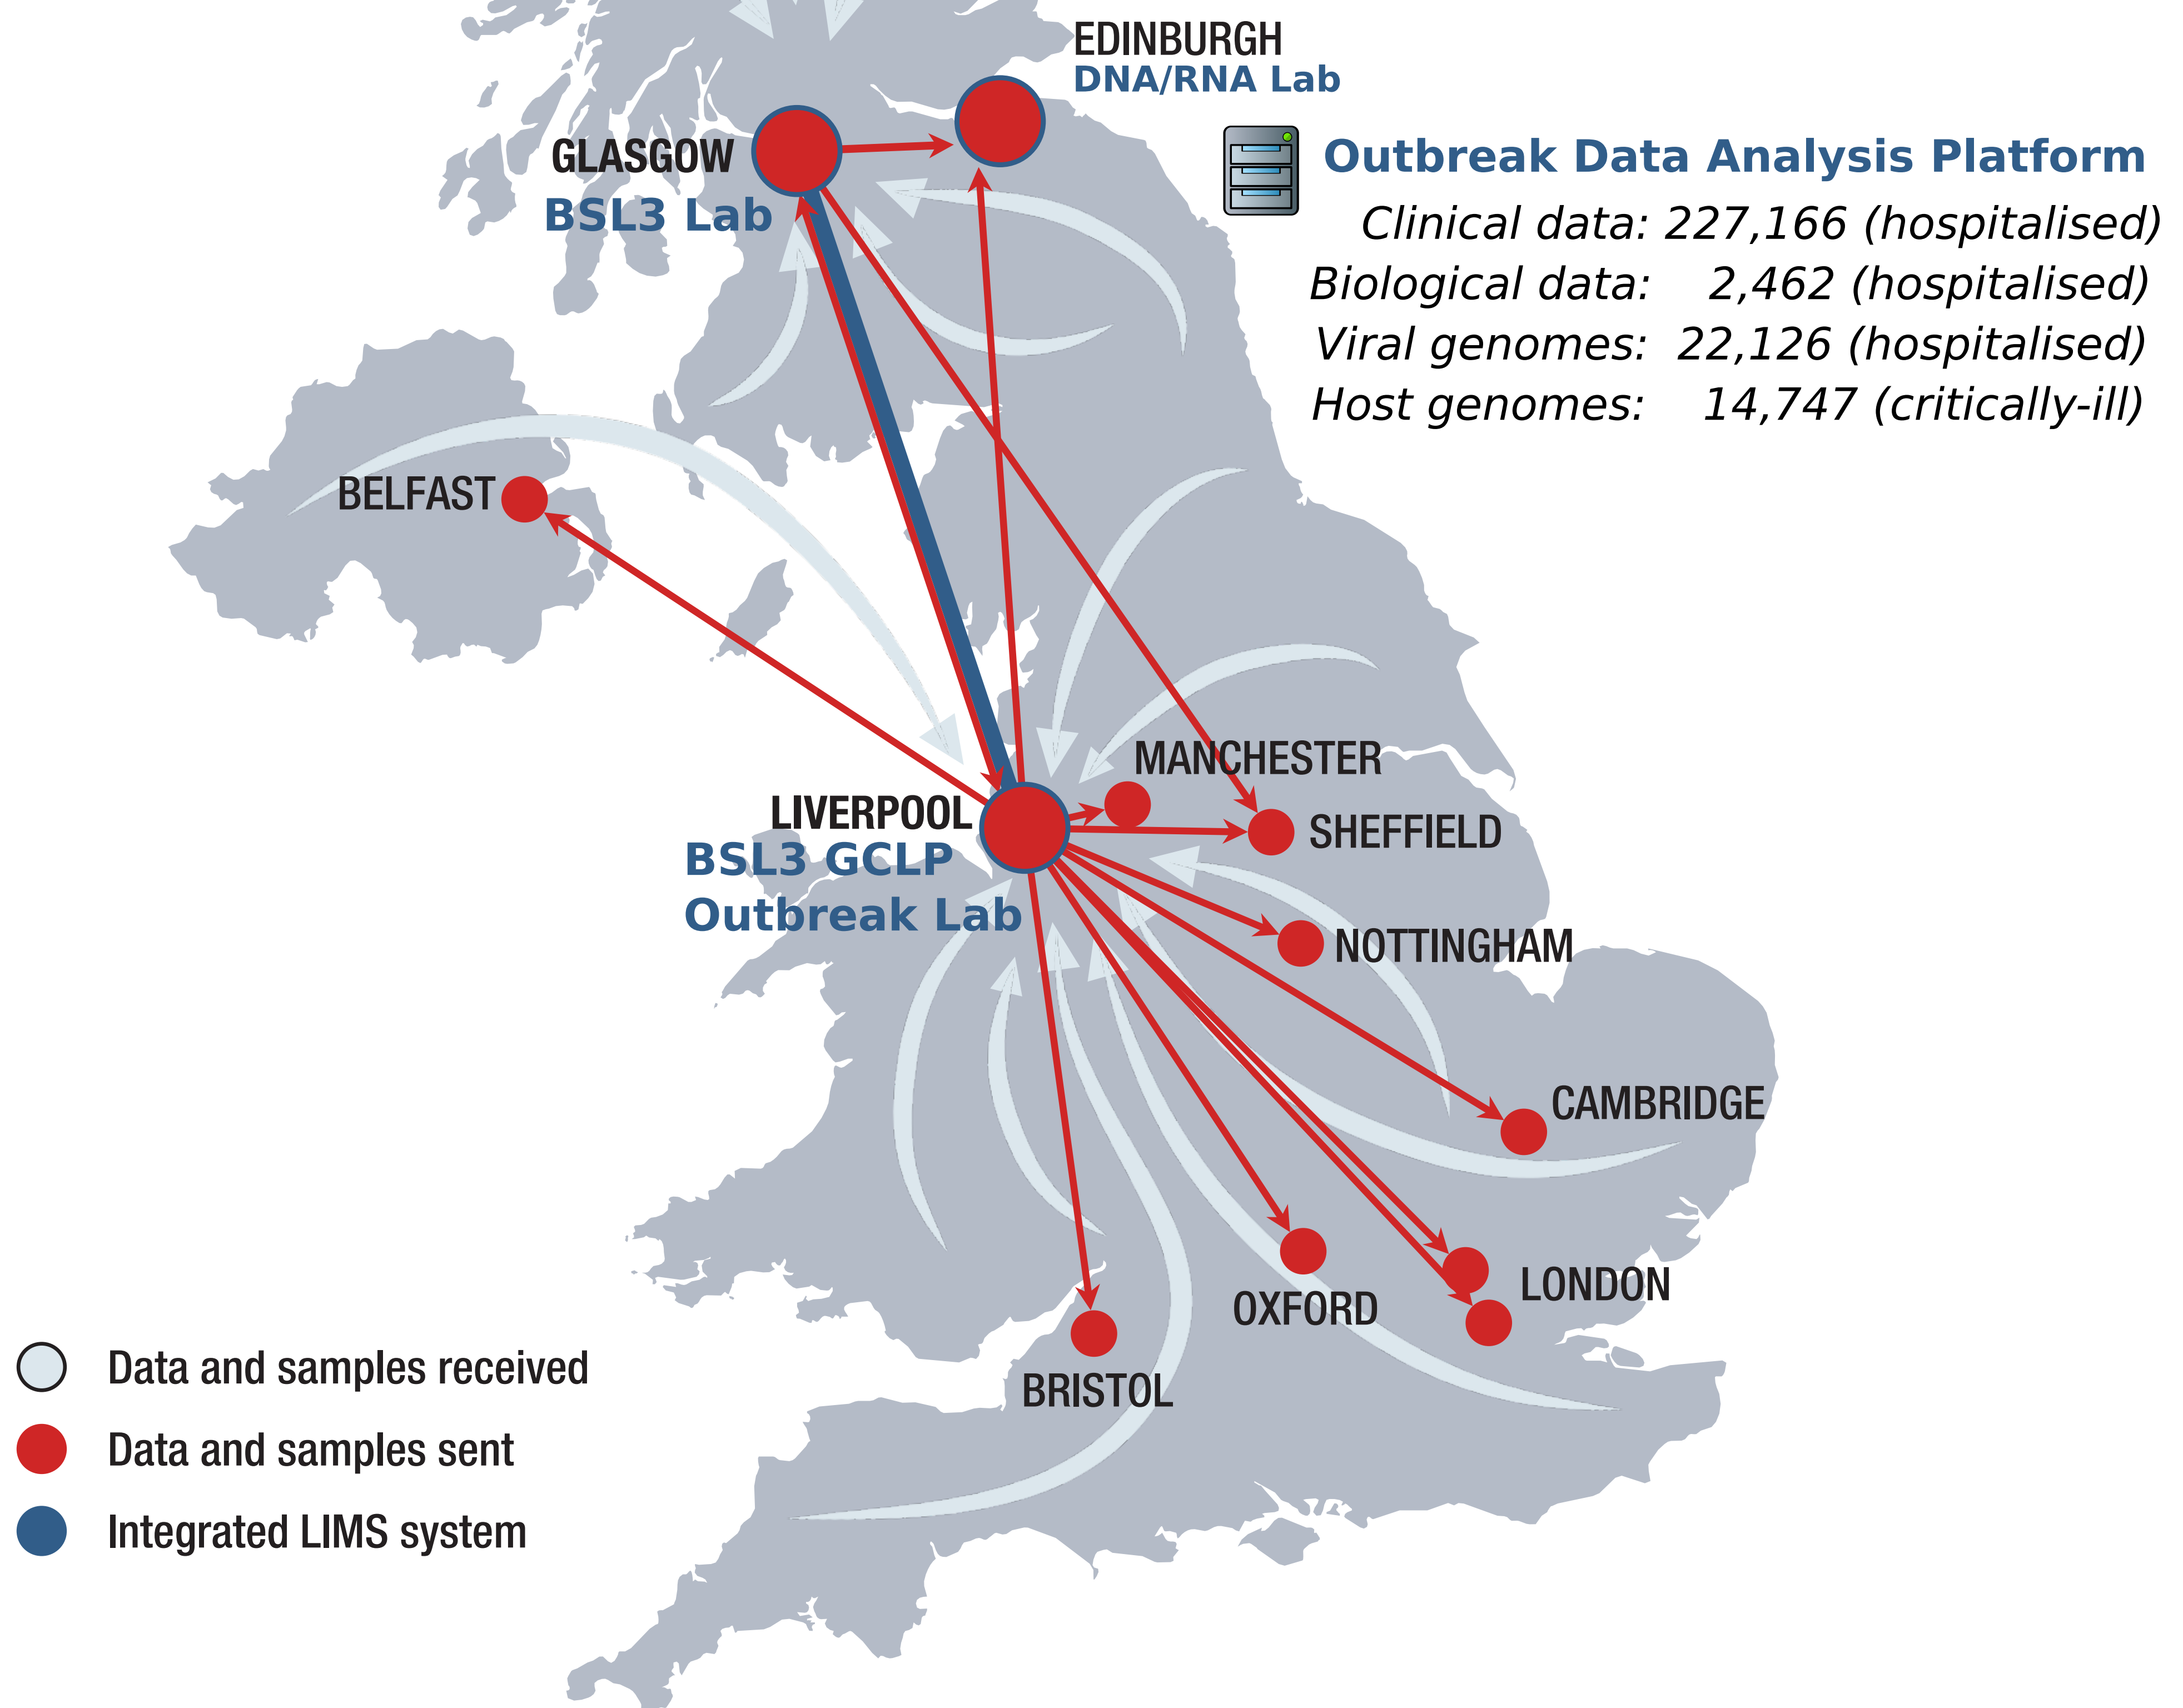 EDINBURGH
DNA/RNA Lab
GLASGOW
BSL3 Lab
Outbreak Data Analysis Platform
Clinical data: 227,166 (hospitalised)
Biological data: 2,462 (hospitalised)
Viral genomes: 22,126 (hospitalised)
Host genomes: 14,747 (critically-ill)
BELFAST
MANCHESTER
LIVERPOOL
BSL3 GCLP
Outbreak Lab
SHEFFIELD
NOTTINGHAM
CAMBRIDGE
LONDON
OXFORD
BRISTOL
Data and samples received
Data and samples sent
Integrated LIMS system